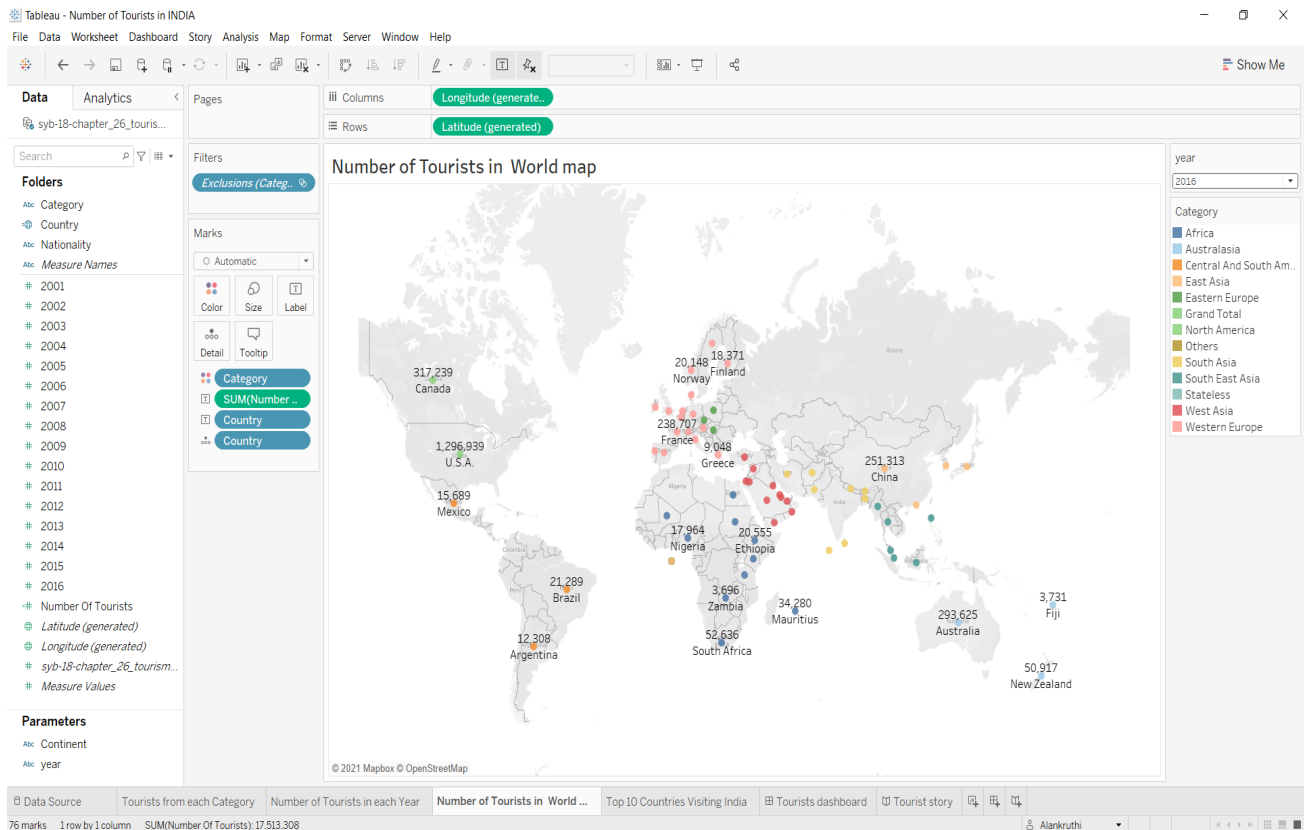 Tableau - Number of Tourists in INDIA
File Data Worksheet Dashboard Story Analysis Map Format Server Window Help
Show Me
Data Analytics
syb-18-chapter_26_touris...
Search
Folders
Abc Category
Country
Abc Nationality
Abc Measure Names
# 2001
# 2002
# 2003
# 2004
# 2005
# 2006
# 2007
# 2008
# 2009
# 2010
# 2011
# 2012
# 2013
# 2014
# 2015
# 2016
=# Number Of Tourists
Latitude (generated)
Longitude (generated)
# syb-18-chapter_26_tourism...
# Measure Values
Parameters
Abc Continent
Abc year
Pages
Filters
Exclusions (Categ..
Marks
Automatic
Color Size Label
Detail Tooltip
Category
SUM(Number ..
Country
Country
Columns Longitude (generate..
Rows Latitude (generated)
Number of Tourists in World map
Russia
20,148 18,371
Norway Finland
317,239
Canada
238,707
France
9,048
Greece
1,296,939
U.S.A.
251,313
China
Algeria
India
15,689
Mexico
17,964
Nigeria
20,555
Ethiopia
Colombia
Peru
21,289
Brazil
3,696
Zambia
34,280
Mauritius
3,731
Fiji
293,625
Australia
12,308
Argentina
52,636
South Africa
50,917
New Zealand
© 2021 Mapbox © OpenStreetMap
year
2016
Category
Africa
Australasia
Central And South Am..
East Asia
Eastern Europe
Grand Total
North America
Others
South Asia
South East Asia
Stateless
West Asia
Western Europe
Data Source Tourists from each Category Number of Tourists in each Year Number of Tourists in World ... Top 10 Countries Visiting India Tourists dashboard Tourist story
76 marks 1 row by 1 column SUM(Number Of Tourists): 17,513,308 Alankruthi